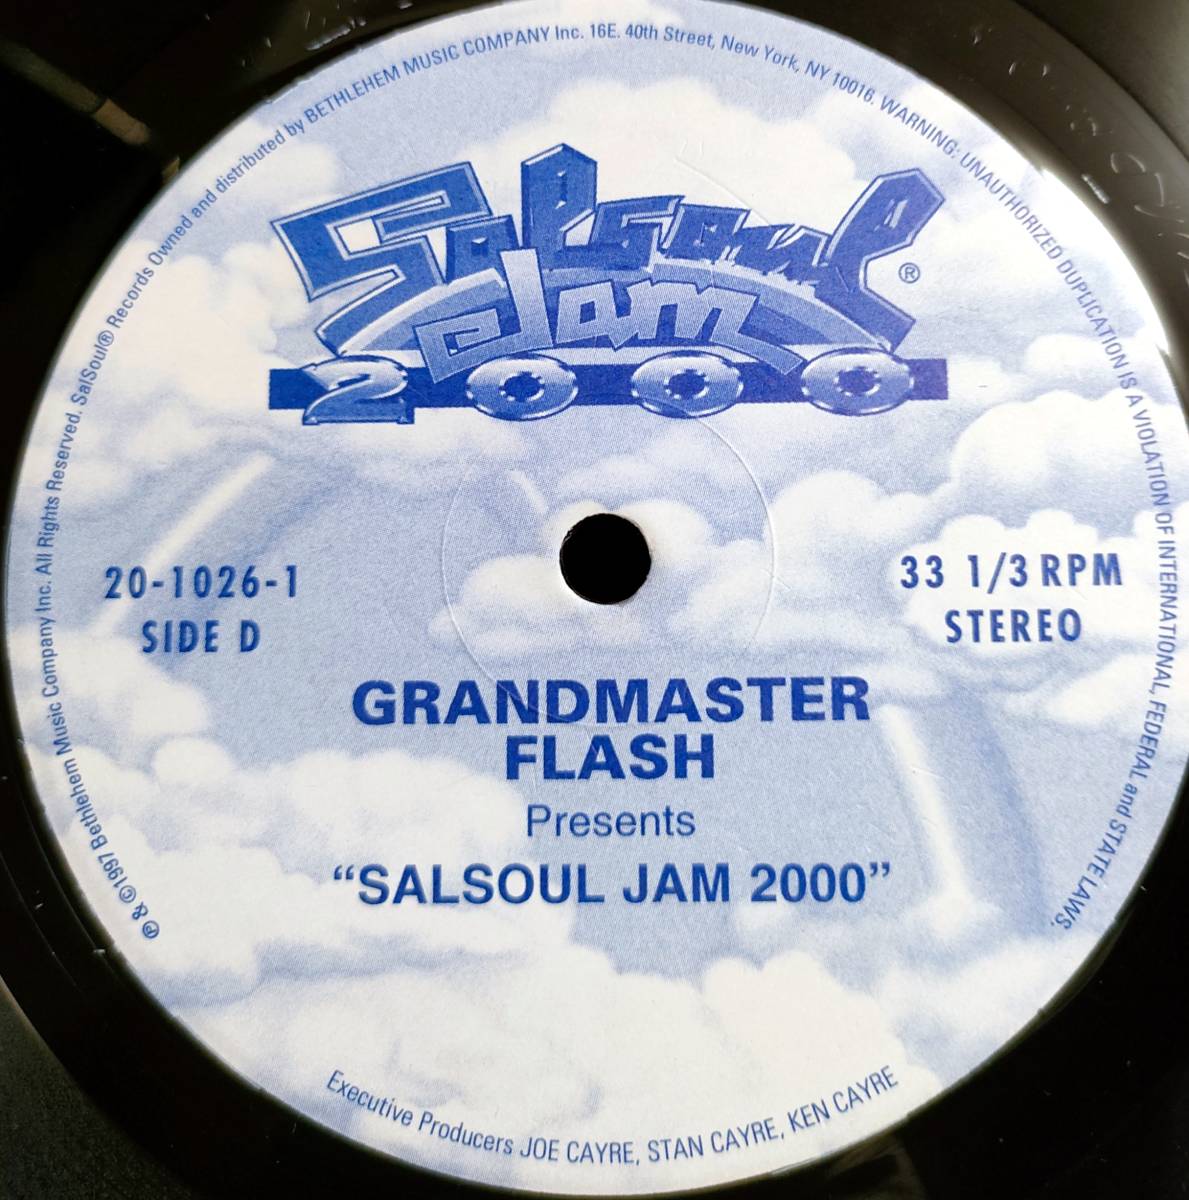 ℗ & ©1997 Bethlehem Music Company Inc. All Rights Reserved. SalSoul® Records Owned and distributed by BETHLEHEM MUSIC COMPANY Inc. 16E. 40th Street, New York, NY 10016. WARNING: UNAUTHORIZED DUPLICATION IS A VIOLATION OF INTERNATIONAL, FEDERAL and STATE LAWS.
Salsoul ®
Jam
2000
20-1026-1
SIDE D
33 1/3 RPM
STEREO
GRANDMASTER
FLASH
Presents
“SALSOUL JAM 2000”
Executive Producers JOE CAYRE, STAN CAYRE, KEN CAYRE